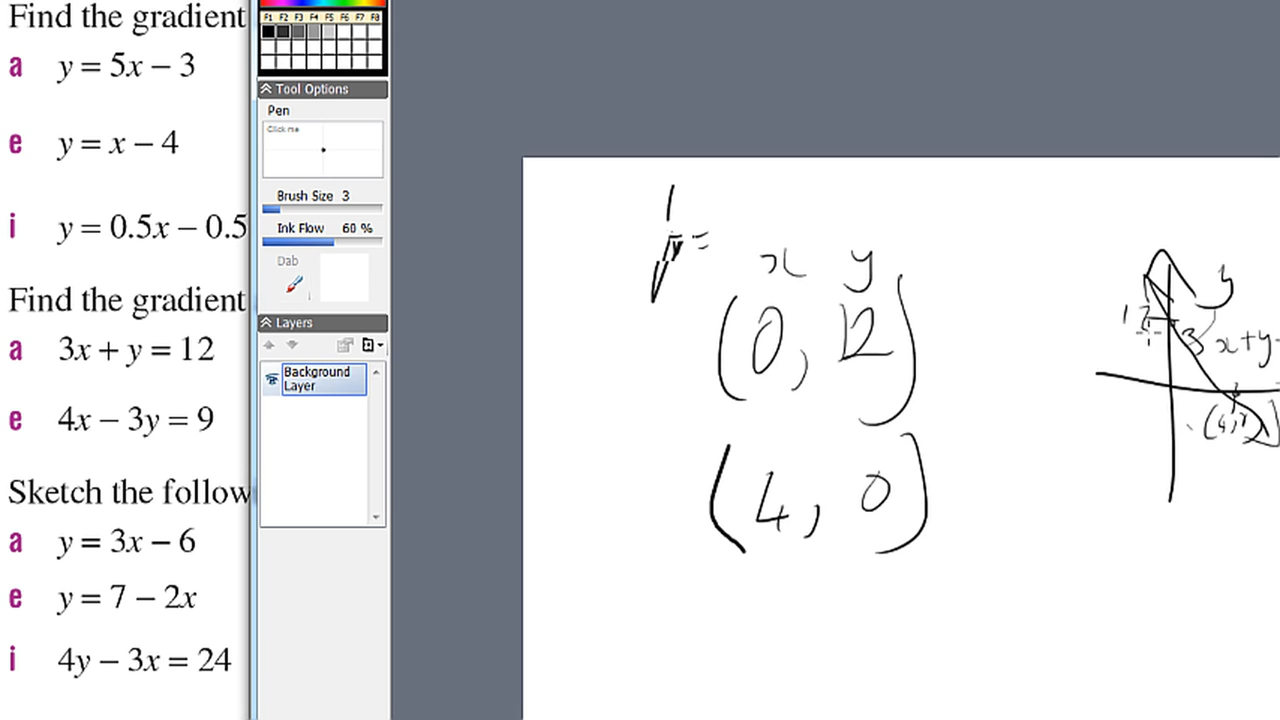 Find the gradient
a y = 5x − 3
e y = x − 4
i y = 0.5x − 0.5
Find the gradient
a 3x + y = 12
e 4x − 3y = 9
Sketch the follow
a y = 3x − 6
e y = 7 − 2x
i 4y − 3x = 24
F1 F2 F3 F4 F5 F6 F7 F8
Tool Options
Pen
Click me
Brush Size 3
Ink Flow 60 %
Dab
Layers
Background
Layer
x y
(0, 12)
(4, 0)
y
12
3x+y